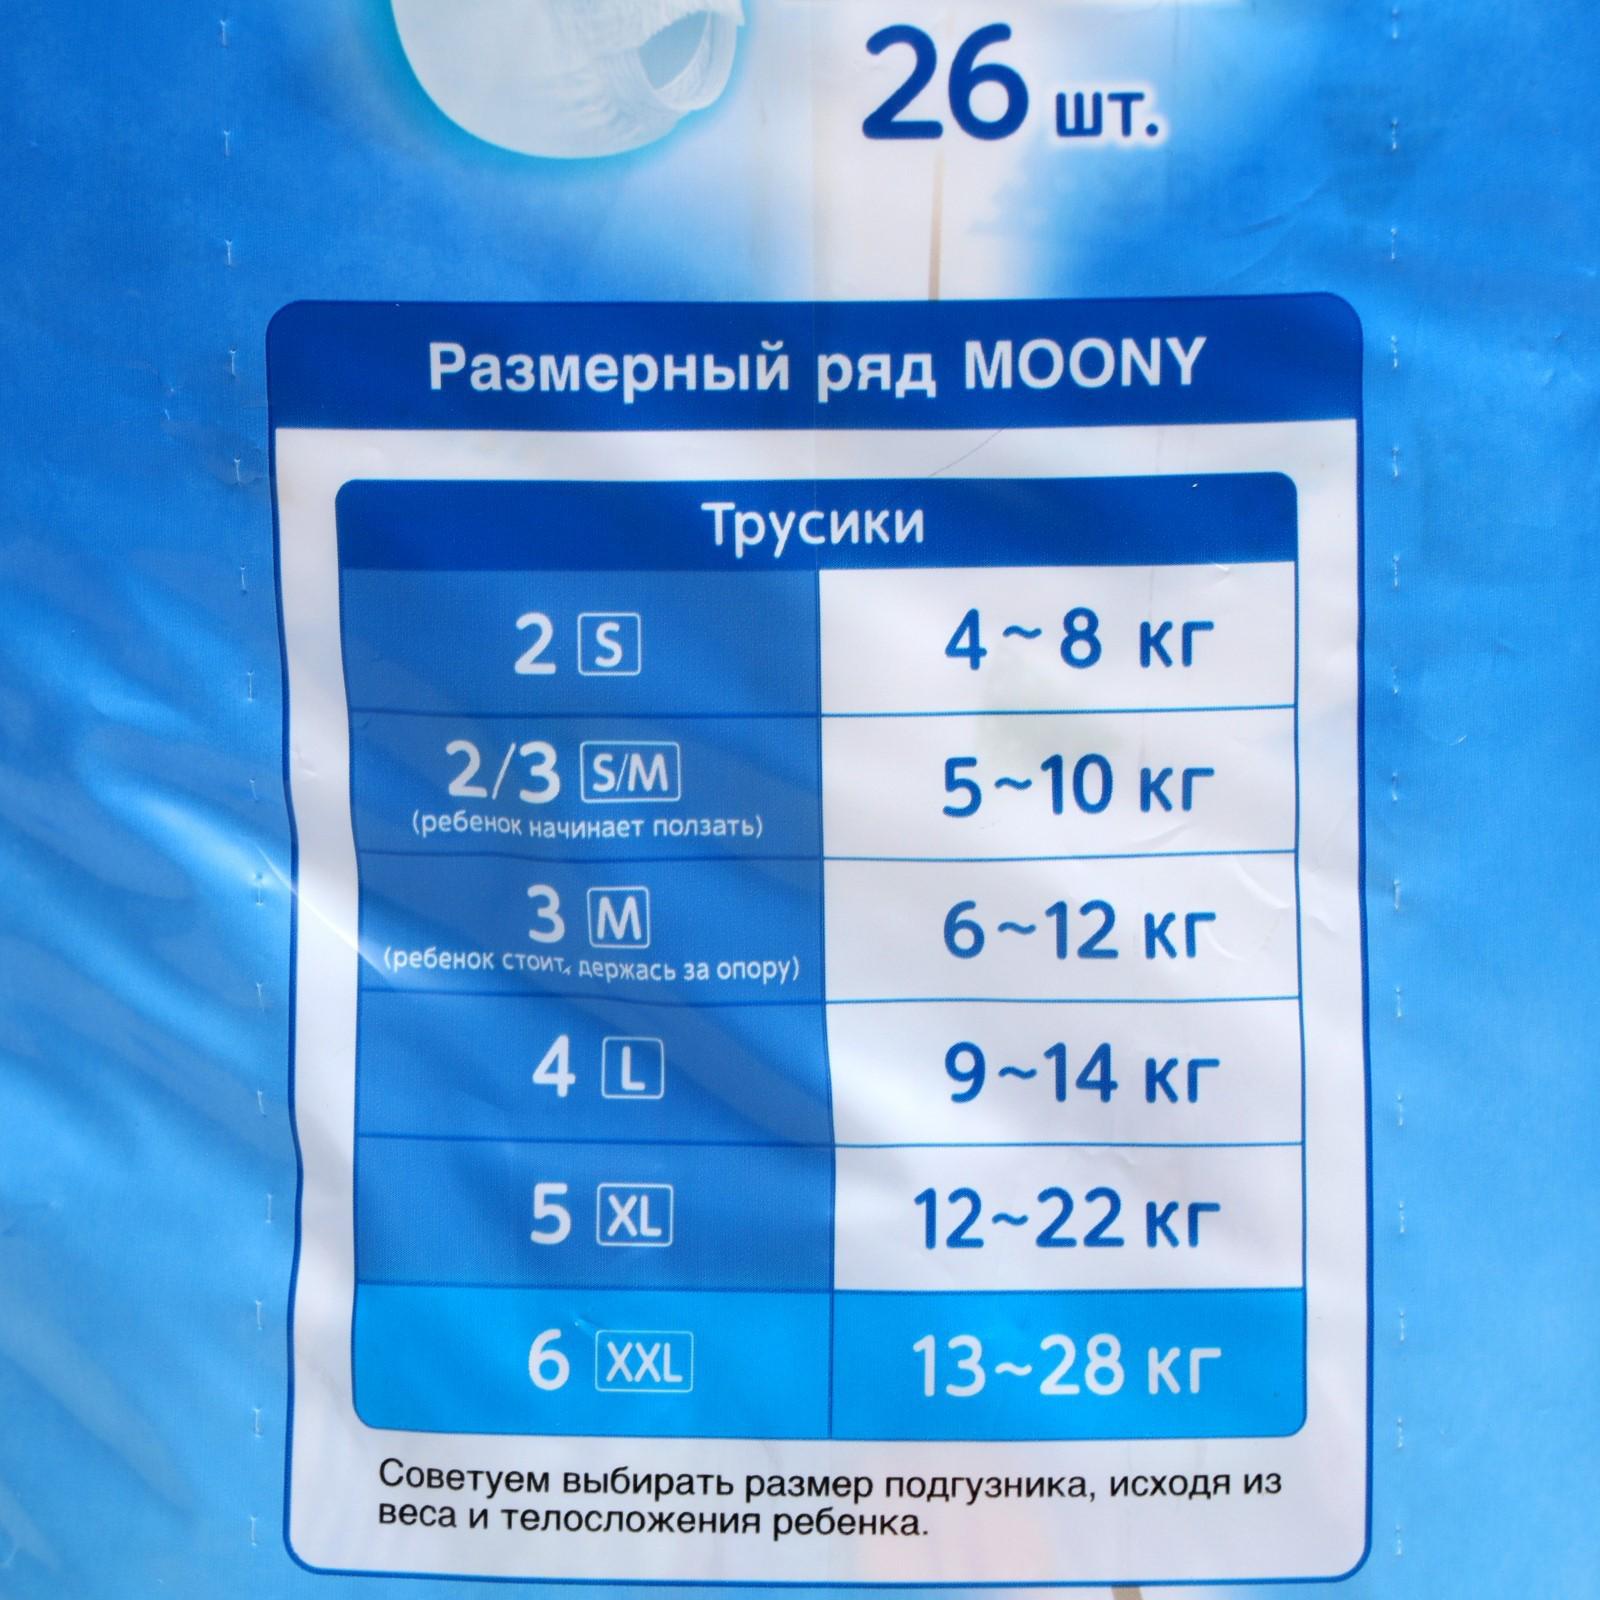 26 шт.
Размерный ряд MOONY
Трусики
2 S 4~8 кг
2/3 S/M 5~10 кг
(ребенок начинает ползать)
3 M 6~12 кг
(ребенок стоит, держась за опору)
4 L 9~14 кг
5 XL 12~22 кг
6 XXL 13~28 кг
Советуем выбирать размер подгузника, исходя из
веса и телосложения ребенка.